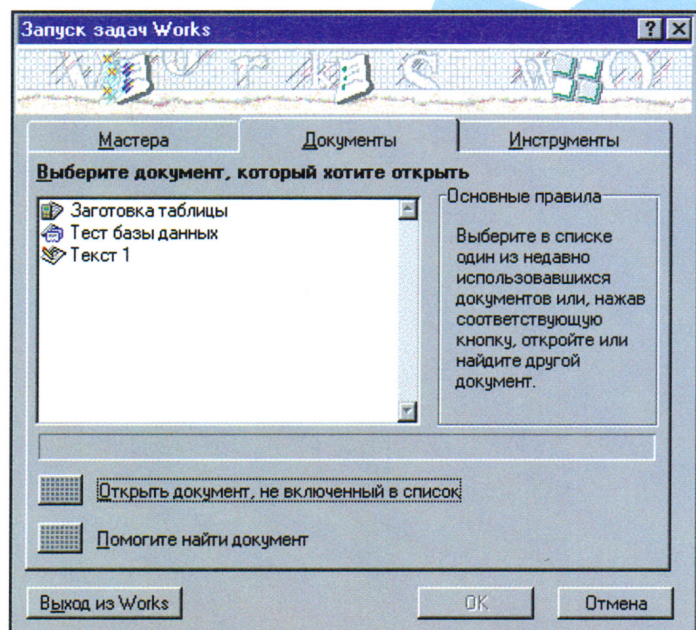 Запуск задач Works
Мастера
Документы
Инструменты
Выберите документ, который хотите открыть
Заготовка таблицы
Тест базы данных
Текст 1
Основные правила
Выберите в списке
один из недавно
использовавшихся
документов или, нажав
соответствующую
кнопку, откройте или
найдите другой
документ.
Открыть документ, не включенный в список
Помогите найти документ
Выход из Works
OK
Отмена